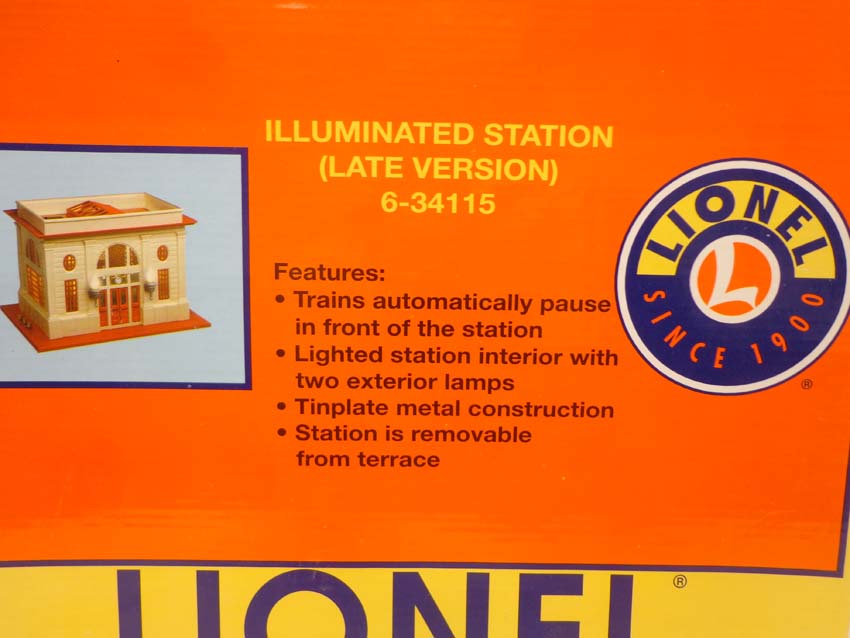 ILLUMINATED STATION
(LATE VERSION)
6-34115
Features:
• Trains automatically pause
in front of the station
• Lighted station interior with
two exterior lamps
• Tinplate metal construction
• Station is removable
from terrace
LIONEL
L
SINCE 1900
®
LIONEL®